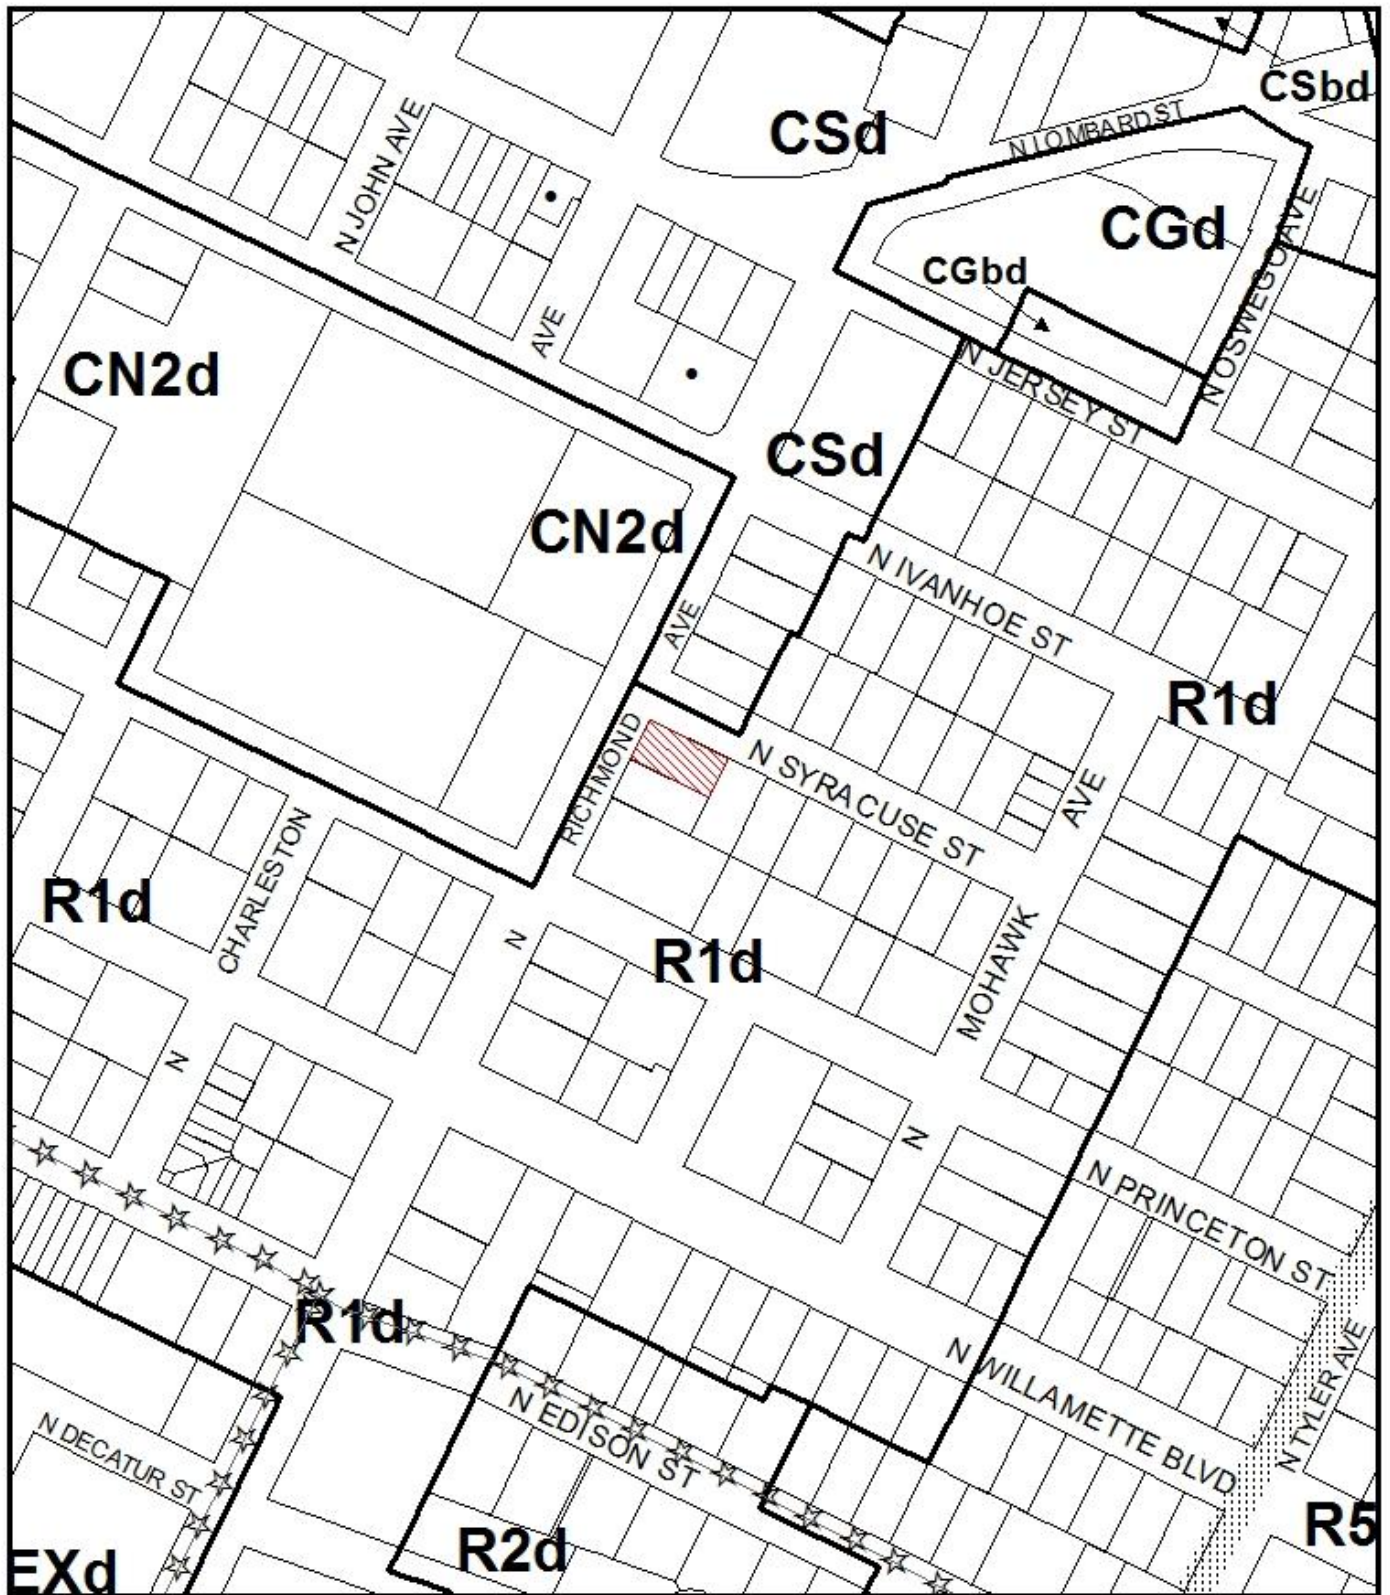 CSbd
N LOMBARD ST
CSd
N JOHN AVE
CGd
N OSWEGO AVE
CGbd
AVE
N JERSEY ST
CN2d
CSd
CN2d
N IVANHOE ST
AVE
R1d
RICHMOND
N SYRACUSE ST
AVE
CHARLESTON
R1d
N
R1d
MOHAWK
N
N
N PRINCETON ST
R1d
N WILLAMETTE BLVD
N TYLER AVE
N EDISON ST
N DECATUR ST
R5
R2d
EXd